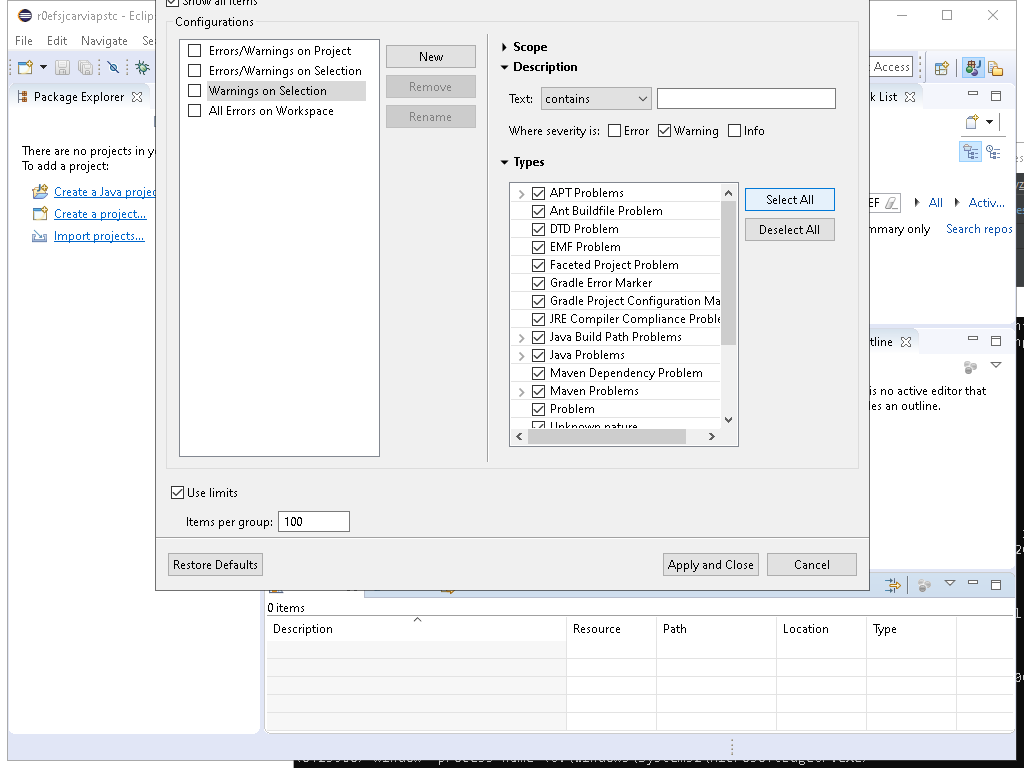 r0efsjcarviapstc - Eclips
Show all items
File Edit Navigate Se
Access
Package Explorer
There are no projects in y
To add a project:
Create a Java projec
Create a project...
Import projects...
Configurations
Errors/Warnings on Project
Errors/Warnings on Selection
Warnings on Selection
All Errors on Workspace
New
Remove
Rename
Scope
Description
Text: contains
Where severity is: Error Warning Info
Types
APT Problems
Ant Buildfile Problem
DTD Problem
EMF Problem
Faceted Project Problem
Gradle Error Marker
Gradle Project Configuration Ma
JRE Compiler Compliance Proble
Java Build Path Problems
Java Problems
Maven Dependency Problem
Maven Problems
Problem
Unknown nature
Select All
Deselect All
Use limits
Items per group: 100
Restore Defaults
Apply and Close
Cancel
k List
EF All Activ...
mmary only Search repos
tline
is no active editor that
les an outline.
0 items
Description Resource Path Location Type